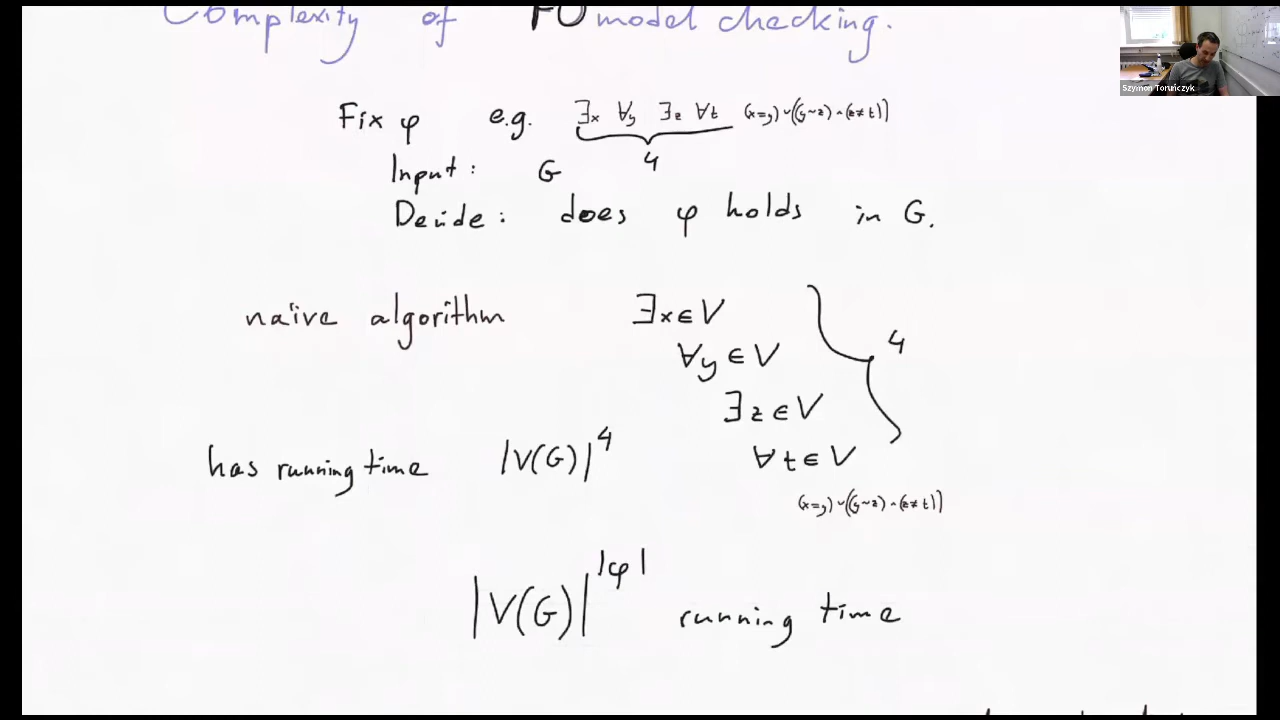 Complexity of FO model checking.
Szymon Toruńczyk
Fix φ e.g. ∃x ∀y ∃z ∀t (x=y)∨((y~z)∧(z≠t))
4
Input: G
Decide: does φ holds in G.
naïve algorithm ∃x∈V
∀y∈V
4
∃z∈V
∀t∈V
has running time |V(G)|⁴
(x=y)∨((y~z)∧(z≠t))
|V(G)|^|φ| running time